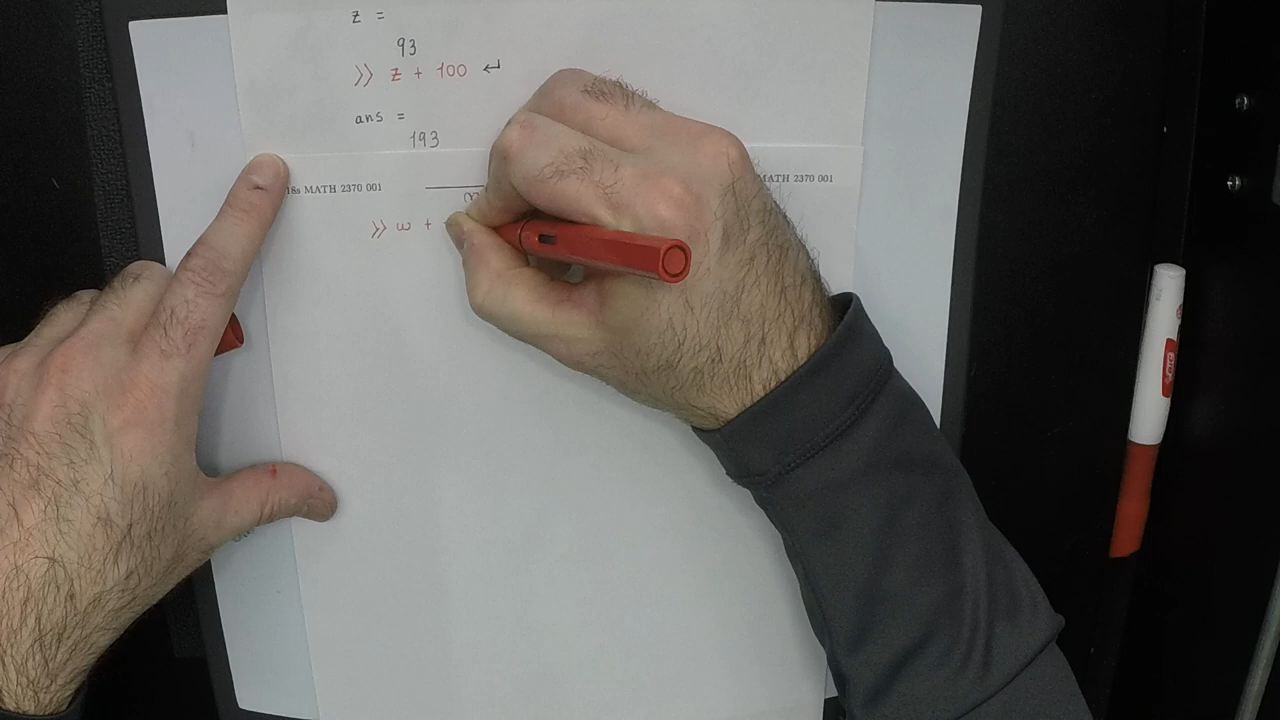 z =
93
>> z + 100 ↵
ans =
193
18s MATH 2370 001
MATH 2370 001
>> w +